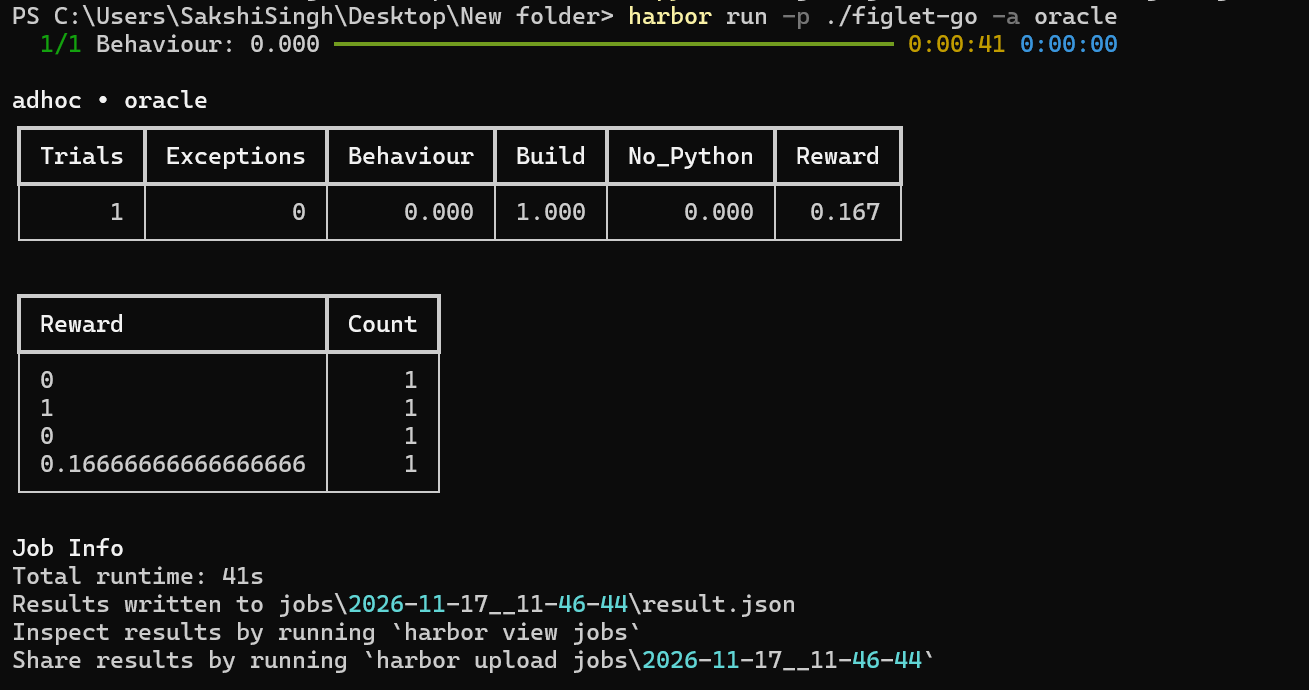 PS C:\Users\SakshiSingh\Desktop\New folder> harbor run -p ./figlet-go -a oracle
1/1 Behaviour: 0.000 0:00:41 0:00:00
adhoc • oracle
Trials Exceptions Behaviour Build No_Python Reward
1 0 0.000 1.000 0.000 0.167
Reward Count
0 1
1 1
0 1
0.16666666666666666 1
Job Info
Total runtime: 41s
Results written to jobs\2026-11-17__11-46-44\result.json
Inspect results by running `harbor view jobs`
Share results by running `harbor upload jobs\2026-11-17__11-46-44`